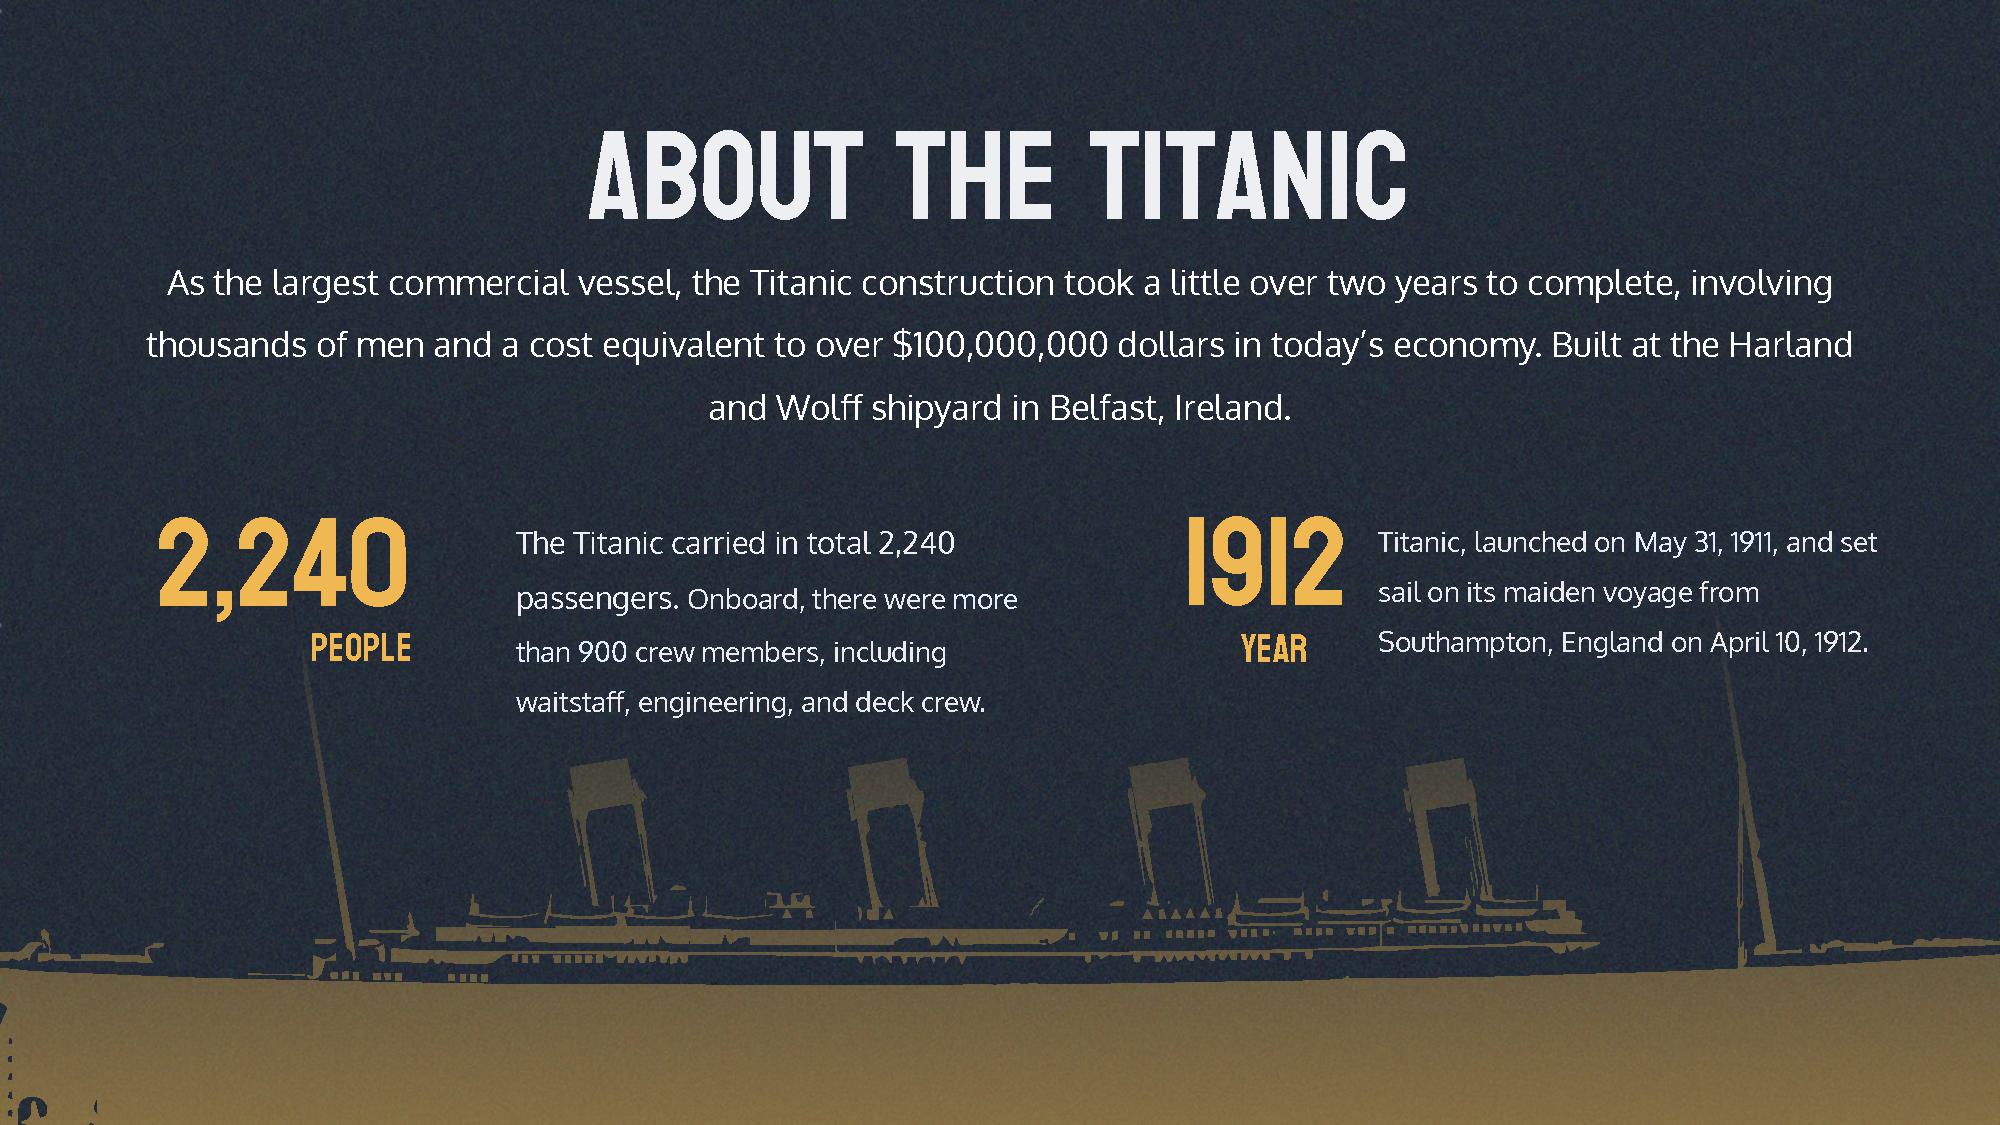 ABOUT THE TITANIC
As the largest commercial vessel, the Titanic construction took a little over two years to complete, involving
thousands of men and a cost equivalent to over $100,000,000 dollars in today’s economy. Built at the Harland
and Wolff shipyard in Belfast, Ireland.
2,240
PEOPLE
The Titanic carried in total 2,240
passengers. Onboard, there were more
than 900 crew members, including
waitstaff, engineering, and deck crew.
1912
YEAR
Titanic, launched on May 31, 1911, and set
sail on its maiden voyage from
Southampton, England on April 10, 1912.